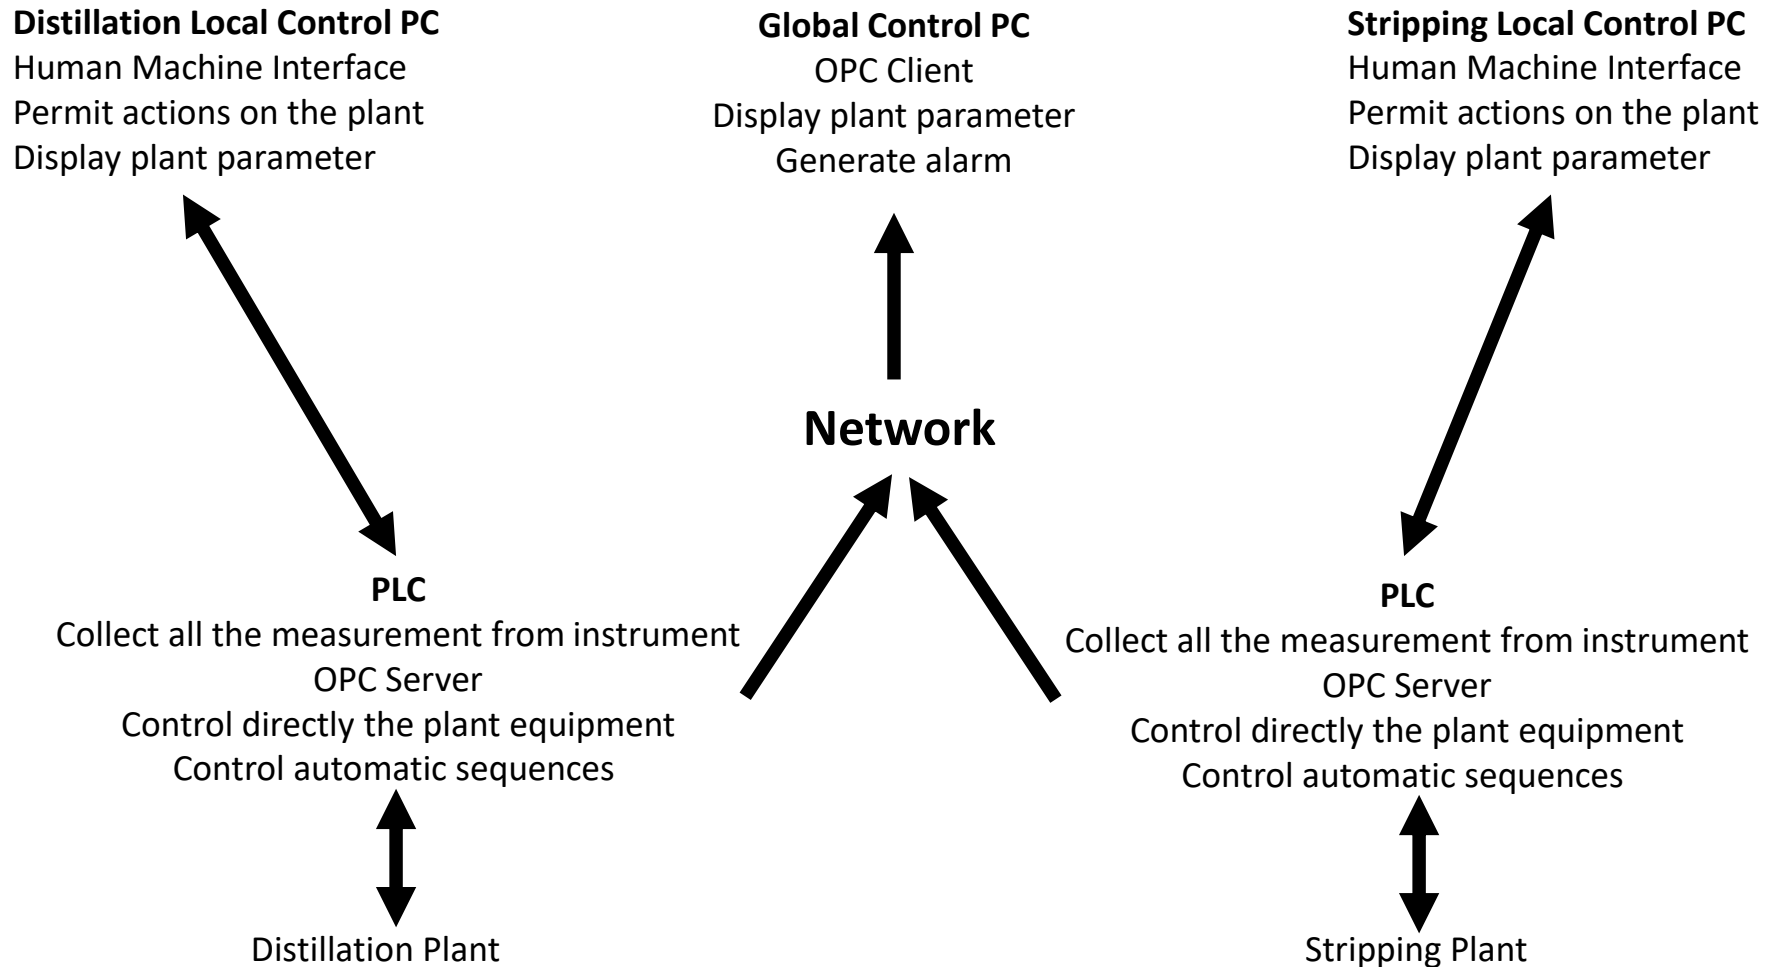 Distillation Local Control PC
Human Machine Interface
Permit actions on the plant
Display plant parameter
Global Control PC
OPC Client
Display plant parameter
Generate alarm
Stripping Local Control PC
Human Machine Interface
Permit actions on the plant
Display plant parameter
Network
PLC
Collect all the measurement from instrument
OPC Server
Control directly the plant equipment
Control automatic sequences
PLC
Collect all the measurement from instrument
OPC Server
Control directly the plant equipment
Control automatic sequences
Distillation Plant
Stripping Plant